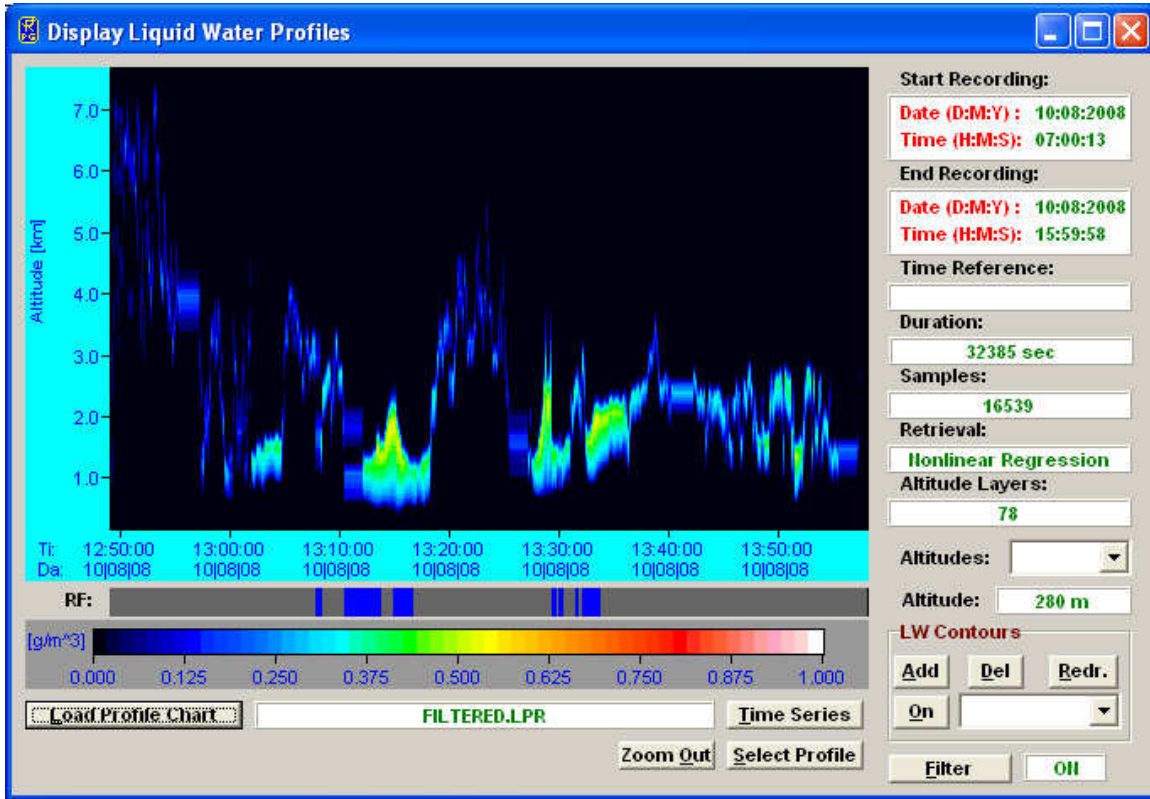 Display Liquid Water Profiles
7.0
6.0
5.0
4.0
3.0
2.0
1.0
Altitude [km]
Ti: 12:50:00 13:00:00 13:10:00 13:20:00 13:30:00 13:40:00 13:50:00
Da: 10|08|08 10|08|08 10|08|08 10|08|08 10|08|08 10|08|08 10|08|08
RF:
[g/m^3]
0.000 0.125 0.250 0.375 0.500 0.625 0.750 0.875 1.000
Load Profile Chart FILTERED.LPR Time Series
Zoom Out Select Profile
Start Recording:
Date (D:M:Y) : 10:08:2008
Time (H:M:S): 07:00:13
End Recording:
Date (D:M:Y) : 10:08:2008
Time (H:M:S): 15:59:58
Time Reference:
Duration:
32385 sec
Samples:
16539
Retrieval:
Nonlinear Regression
Altitude Layers:
78
Altitudes:
Altitude: 280 m
LW Contours
Add Del Redr.
On
Filter ON